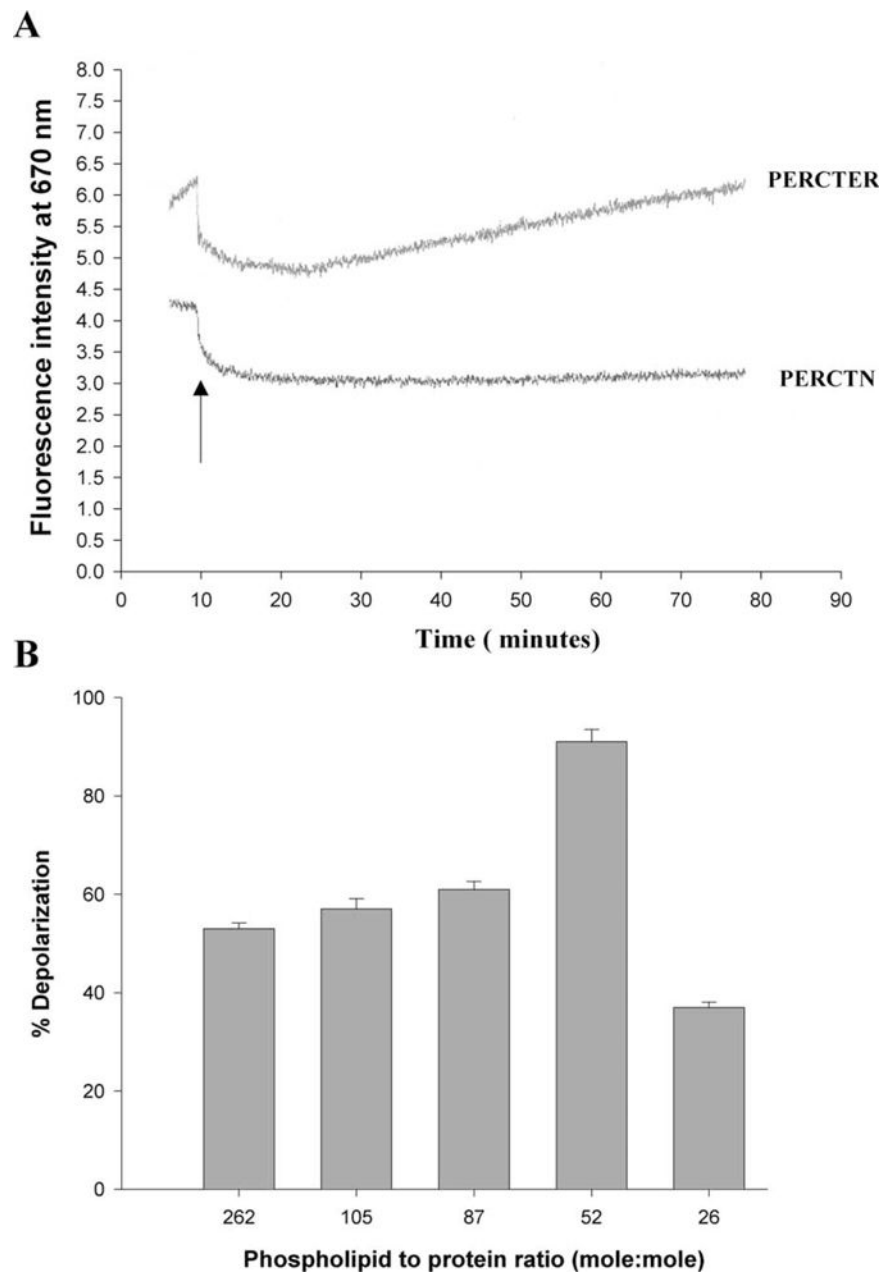 A
Fluorescence intensity at 670 nm
8.0
7.5
7.0
6.5
6.0
5.5
5.0
4.5
4.0
3.5
3.0
2.5
2.0
1.5
1.0
0.5
0.0
PERCTER
PERCTN
0 10 20 30 40 50 60 70 80 90
Time ( minutes)
B
% Depolarization
100
80
60
40
20
0
262 105 87 52 26
Phospholipid to protein ratio (mole:mole)